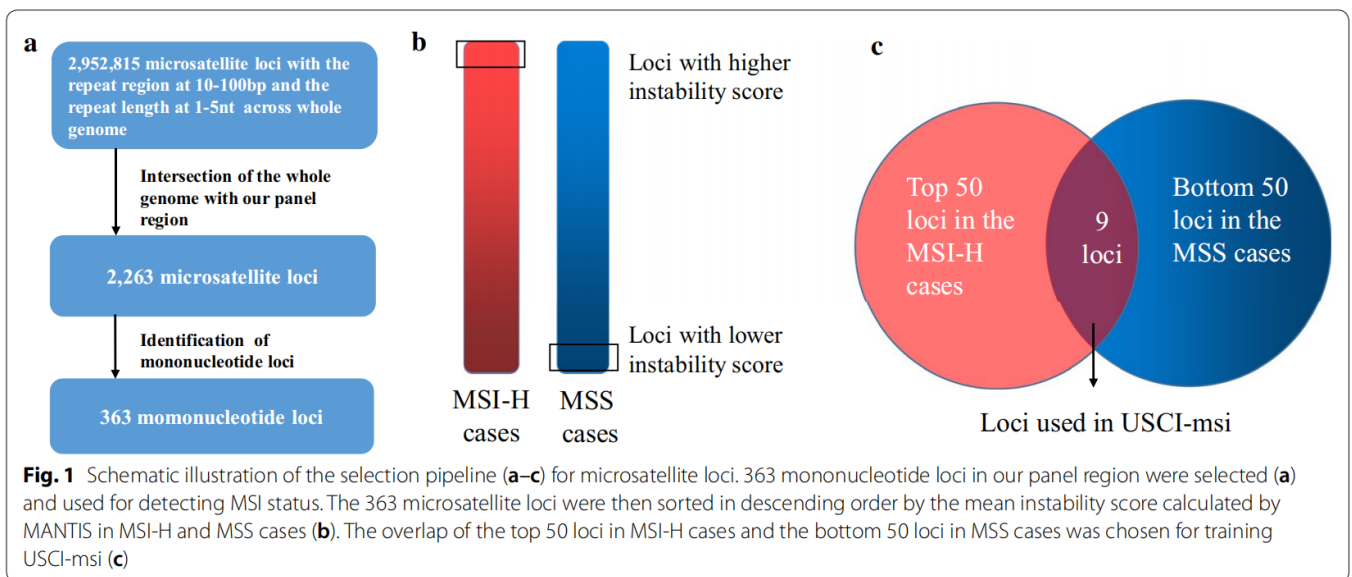 a
2,952,815 microsatellite loci with the
repeat region at 10-100bp and the
repeat length at 1-5nt across whole
genome
Intersection of the whole
genome with our panel
region
2,263 microsatellite loci
Identification of
mononucleotide loci
363 momonucleotide loci
b
Loci with higher
instability score
Loci with lower
instability score
MSI-H
cases
MSS
cases
c
Top 50
loci in the
MSI-H
cases
9
loci
Bottom 50
loci in the
MSS cases
Loci used in USCI-msi
Fig. 1 Schematic illustration of the selection pipeline (a–c) for microsatellite loci. 363 mononucleotide loci in our panel region were selected (a)
and used for detecting MSI status. The 363 microsatellite loci were then sorted in descending order by the mean instability score calculated by
MANTIS in MSI-H and MSS cases (b). The overlap of the top 50 loci in MSI-H cases and the bottom 50 loci in MSS cases was chosen for training
USCI-msi (c)